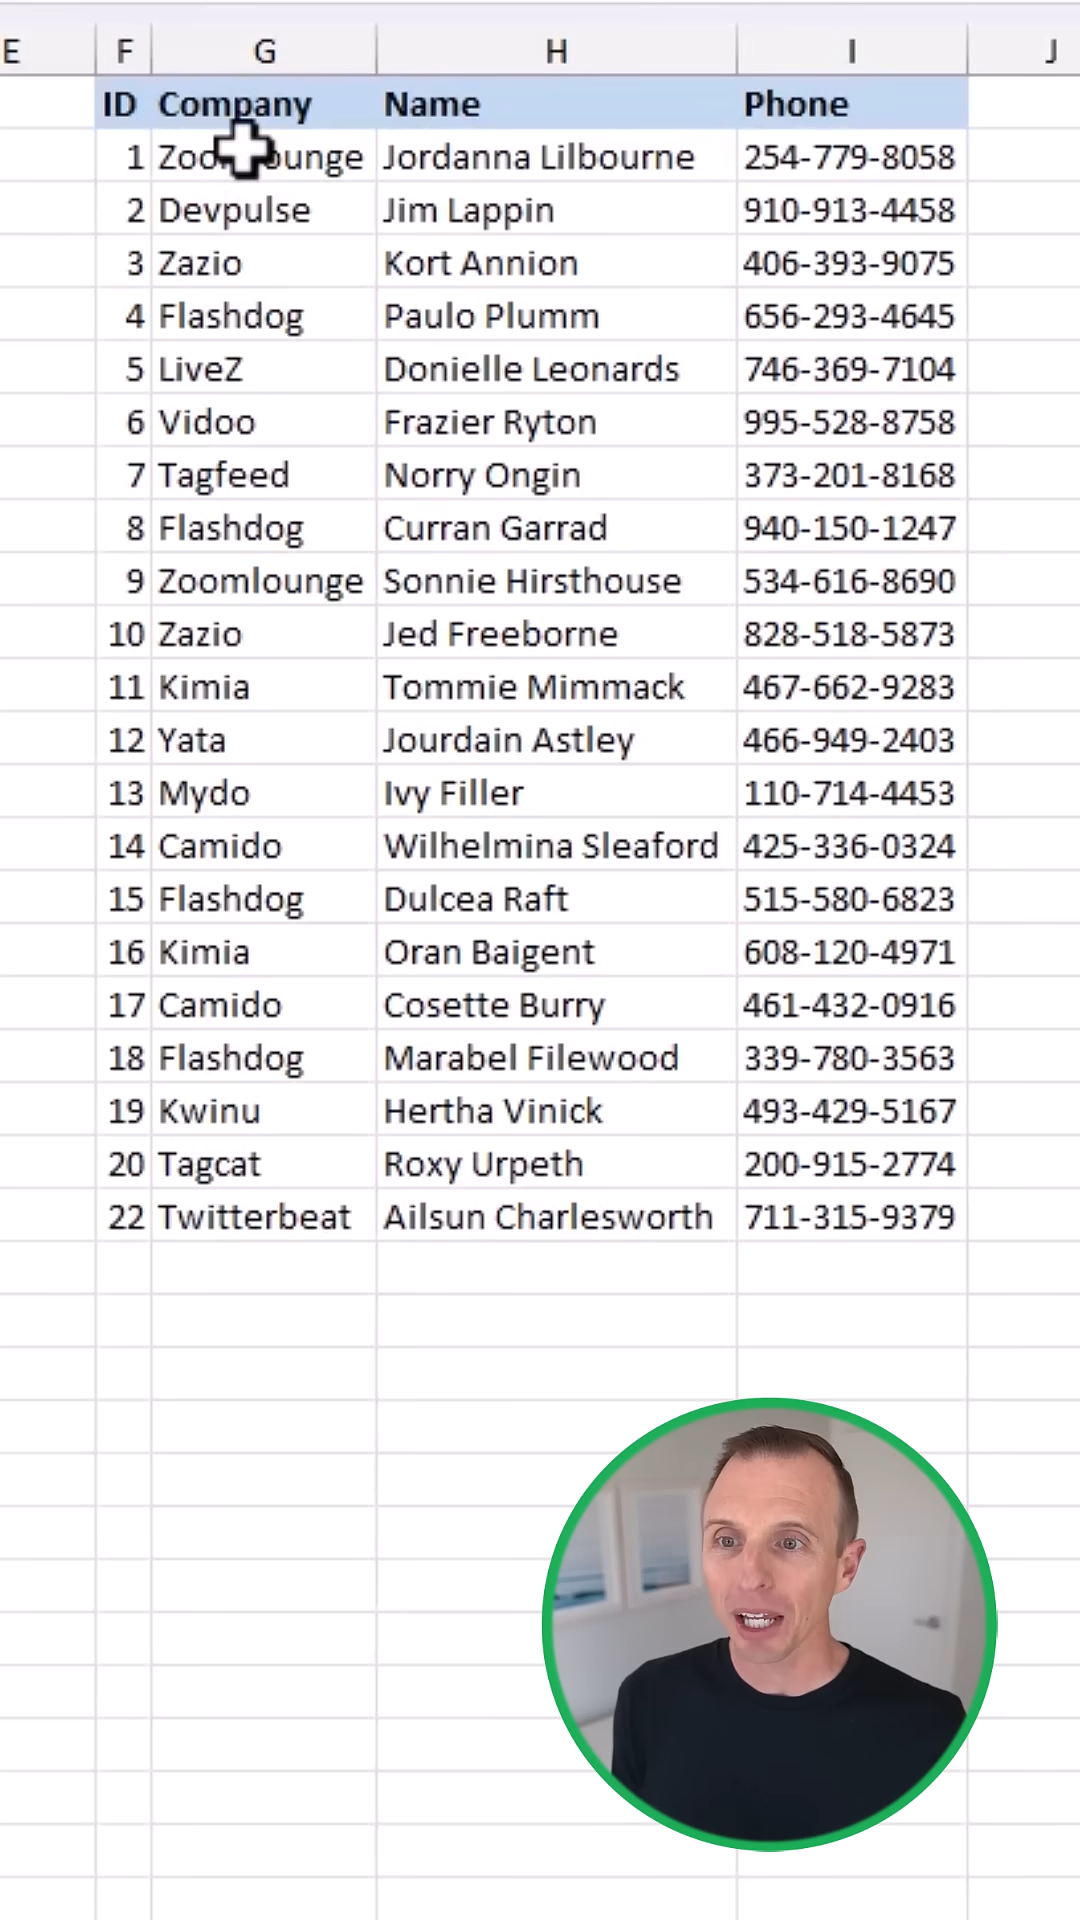 E F G H I J
ID Company Name Phone
1 Zoomlounge Jordanna Lilbourne 254-779-8058
2 Devpulse Jim Lappin 910-913-4458
3 Zazio Kort Annion 406-393-9075
4 Flashdog Paulo Plumm 656-293-4645
5 LiveZ Donielle Leonards 746-369-7104
6 Vidoo Frazier Ryton 995-528-8758
7 Tagfeed Norry Ongin 373-201-8168
8 Flashdog Curran Garrad 940-150-1247
9 Zoomlounge Sonnie Hirsthouse 534-616-8690
10 Zazio Jed Freeborne 828-518-5873
11 Kimia Tommie Mimmack 467-662-9283
12 Yata Jourdain Astley 466-949-2403
13 Mydo Ivy Filler 110-714-4453
14 Camido Wilhelmina Sleaford 425-336-0324
15 Flashdog Dulcea Raft 515-580-6823
16 Kimia Oran Baigent 608-120-4971
17 Camido Cosette Burry 461-432-0916
18 Flashdog Marabel Filewood 339-780-3563
19 Kwinu Hertha Vinick 493-429-5167
20 Tagcat Roxy Urpeth 200-915-2774
22 Twitterbeat Ailsun Charlesworth 711-315-9379